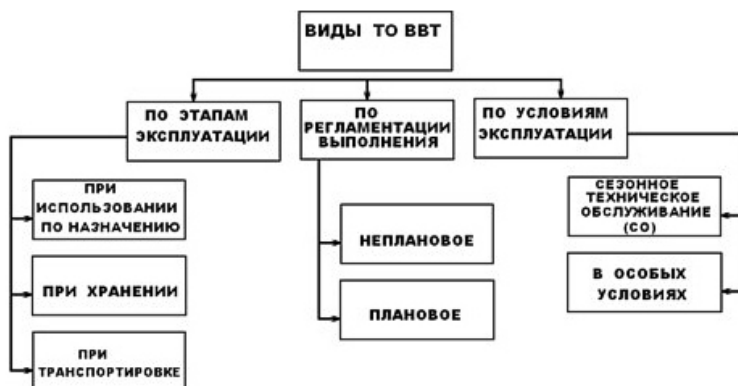 ВИДЫ ТО ВВТ
ПО ЭТАПАМ
ЭКСПЛУАТАЦИИ
ПО
РЕГЛАМЕНТАЦИИ
ВЫПОЛНЕНИЯ
ПО УСЛОВИЯМ
ЭКСПЛУАТАЦИИ
ПРИ
ИСПОЛЬЗОВАНИИ
ПО НАЗНАЧЕНИЮ
ПРИ ХРАНЕНИИ
ПРИ
ТРАНСПОРТИРОВКЕ
НЕПЛАНОВОЕ
ПЛАНОВОЕ
СЕЗОННОЕ
ТЕХНИЧЕСКОЕ
ОБСЛУЖИВАНИЕ
(СО)
В ОСОБЫХ
УСЛОВИЯХ